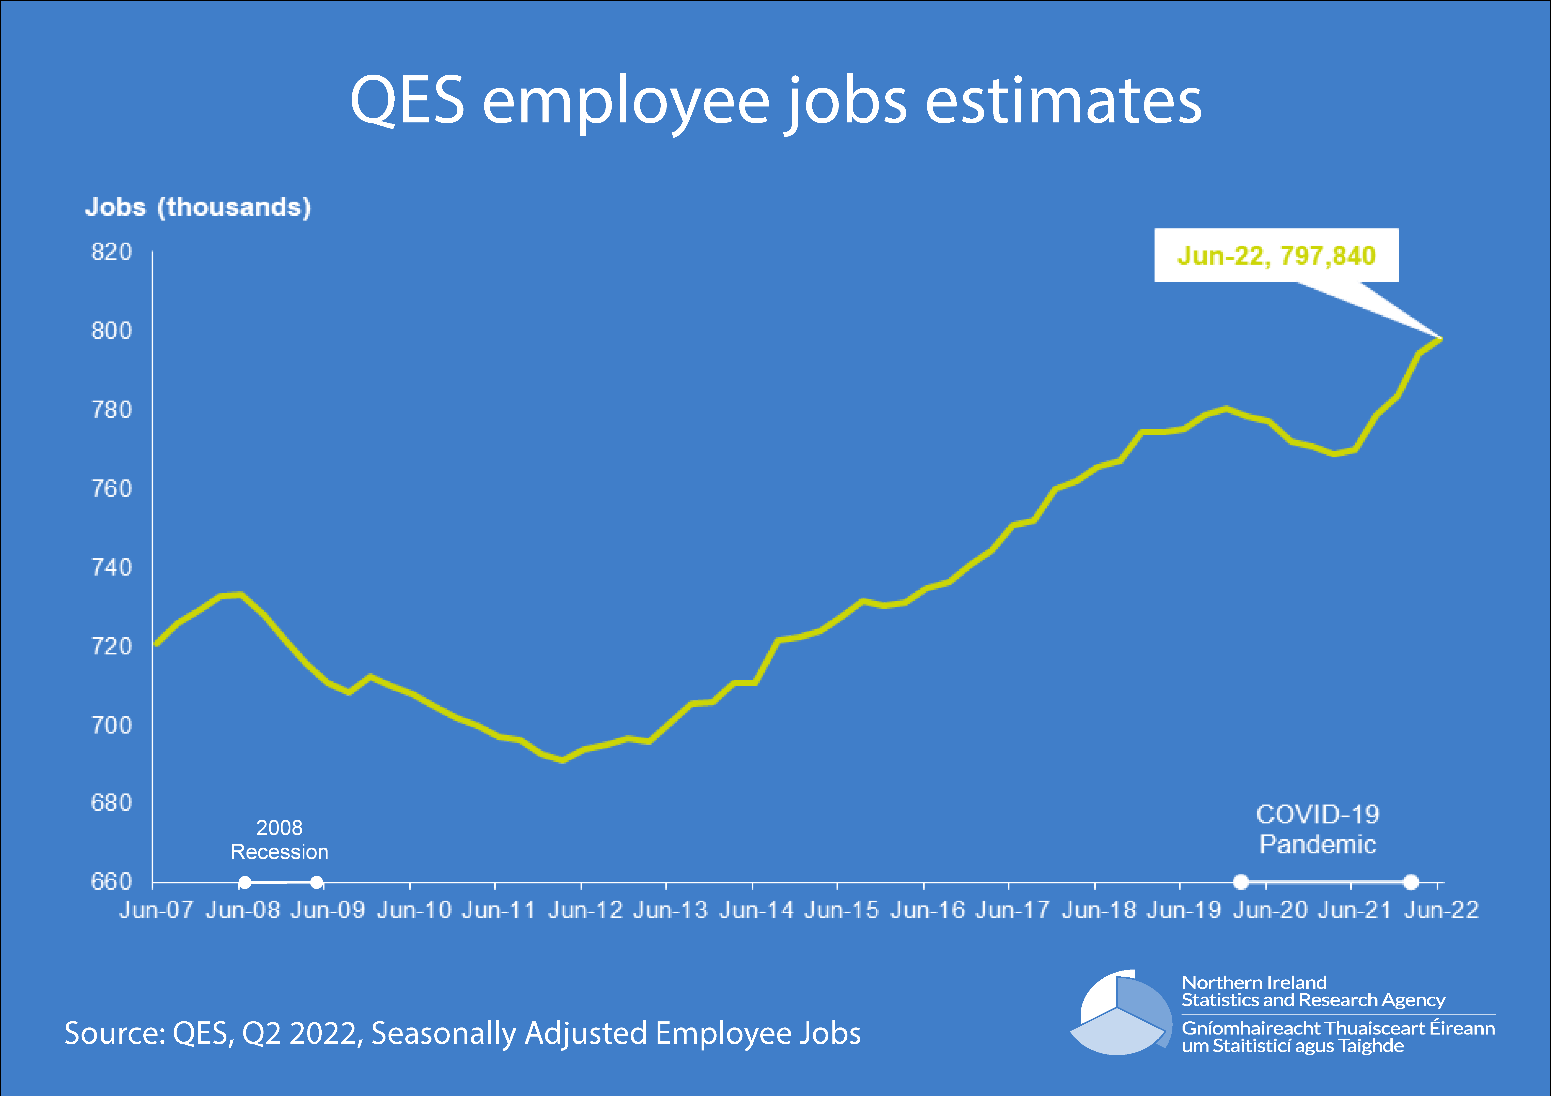 QES employee jobs estimates
Jobs (thousands)
820
Jun-22, 797,840
800
780
760
740
720
700
680
660
2008
Recession
COVID-19
Pandemic
Jun-07 Jun-08 Jun-09 Jun-10 Jun-11 Jun-12 Jun-13 Jun-14 Jun-15 Jun-16 Jun-17 Jun-18 Jun-19 Jun-20 Jun-21 Jun-22
Source: QES, Q2 2022, Seasonally Adjusted Employee Jobs
Northern Ireland
Statistics and Research Agency
Gníomhaireacht Thuaisceart Éireann
um Staitisticí agus Taighde